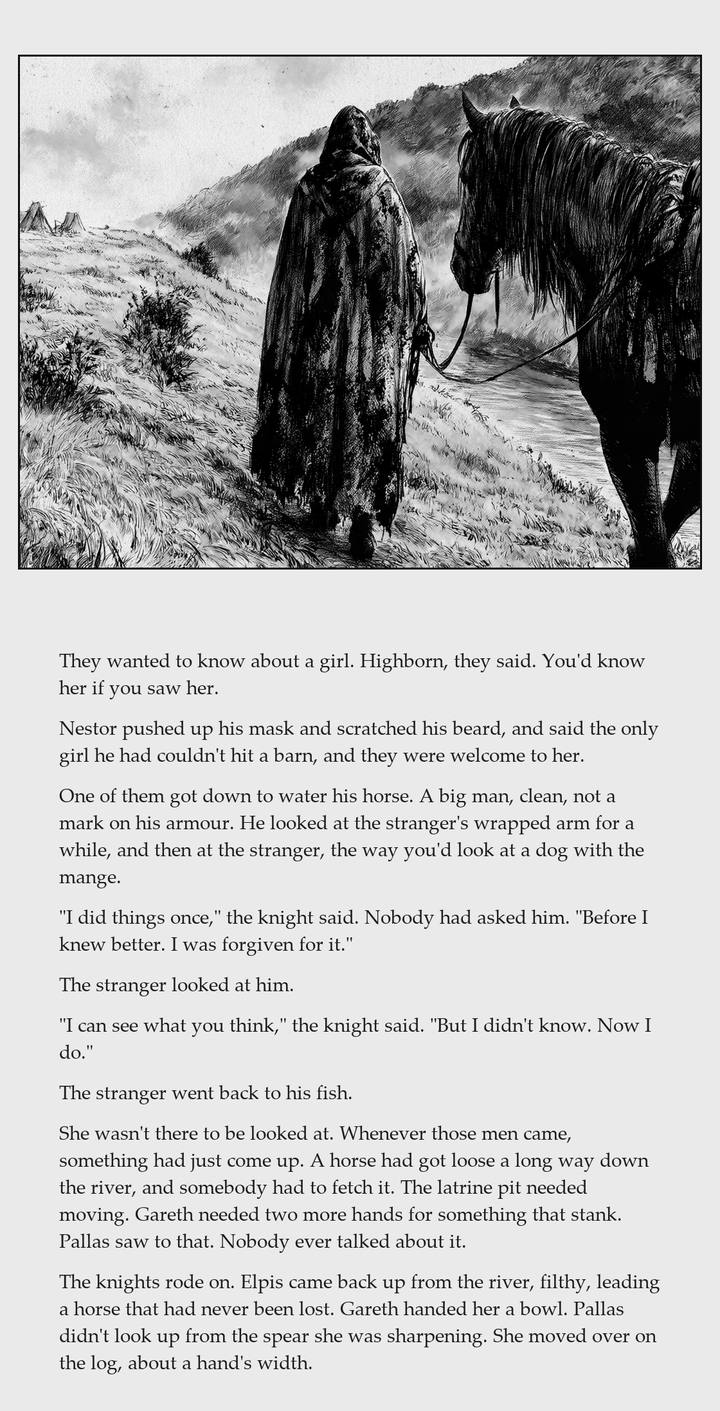 They wanted to know about a girl. Highborn, they said. You'd know
her if you saw her.
Nestor pushed up his mask and scratched his beard, and said the only
girl he had couldn't hit a barn, and they were welcome to her.
One of them got down to water his horse. A big man, clean, not a
mark on his armour. He looked at the stranger's wrapped arm for a
while, and then at the stranger, the way you'd look at a dog with the
mange.
"I did things once," the knight said. Nobody had asked him. "Before I
knew better. I was forgiven for it."
The stranger looked at him.
"I can see what you think," the knight said. "But I didn't know. Now I
do."
The stranger went back to his fish.
She wasn't there to be looked at. Whenever those men came,
something had just come up. A horse had got loose a long way down
the river, and somebody had to fetch it. The latrine pit needed
moving. Gareth needed two more hands for something that stank.
Pallas saw to that. Nobody ever talked about it.
The knights rode on. Elpis came back up from the river, filthy, leading
a horse that had never been lost. Gareth handed her a bowl. Pallas
didn't look up from the spear she was sharpening. She moved over on
the log, about a hand's width.